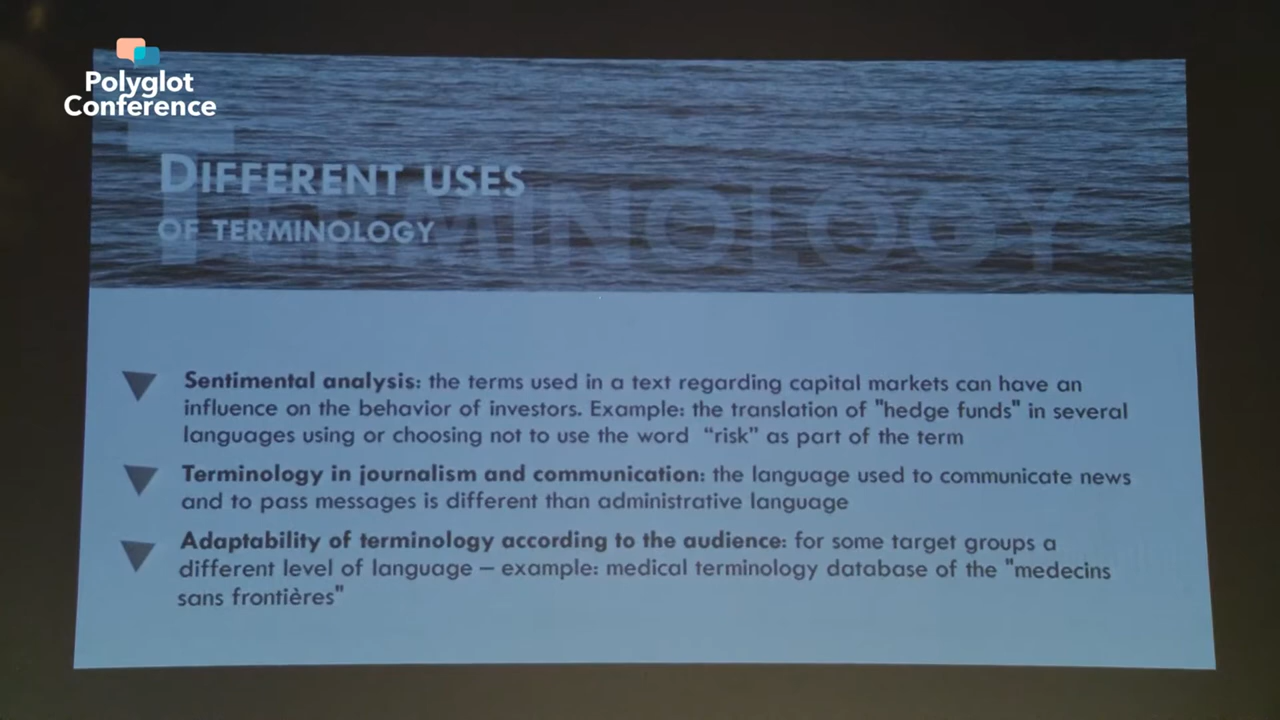 Polyglot
Conference
TERMINOLOGY
DIFFERENT USES
OF TERMINOLOGY
Sentimental analysis: the terms used in a text regarding capital markets can have an
influence on the behavior of investors. Example: the translation of "hedge funds" in several
languages using or choosing not to use the word “risk” as part of the term
Terminology in journalism and communication: the language used to communicate news
and to pass messages is different than administrative language
Adaptability of terminology according to the audience: for some target groups a
different level of language – example: medical terminology database of the "medecins
sans frontières"